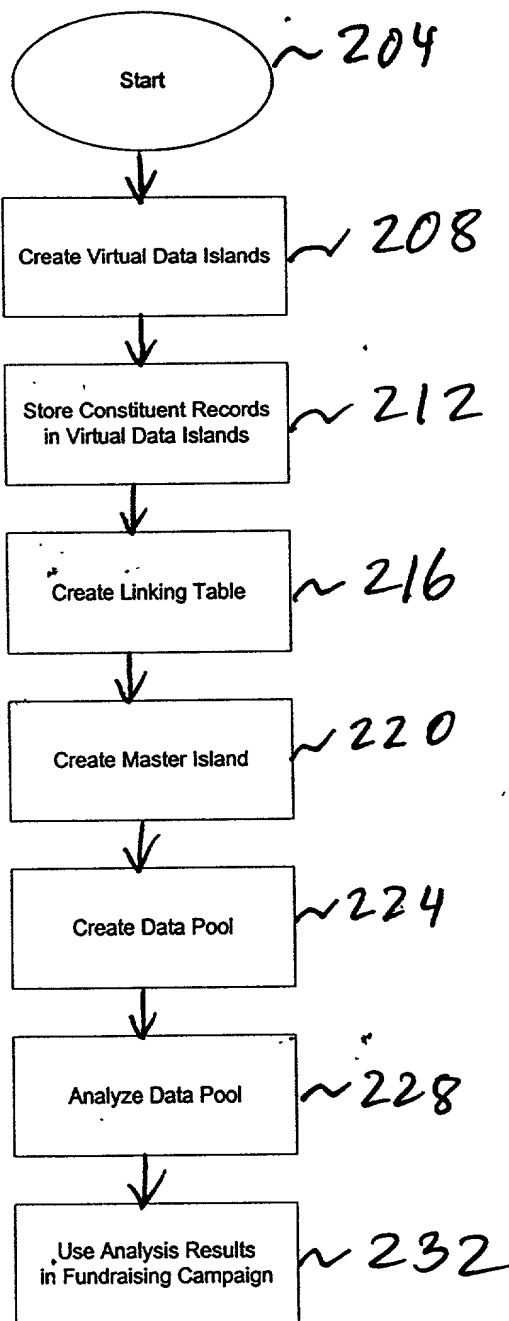 Start
204
Create Virtual Data Islands
208
Store Constituent Records
in Virtual Data Islands
212
Create Linking Table
216
Create Master Island
220
Create Data Pool
224
Analyze Data Pool
228
Use Analysis Results
in Fundraising Campaign
232